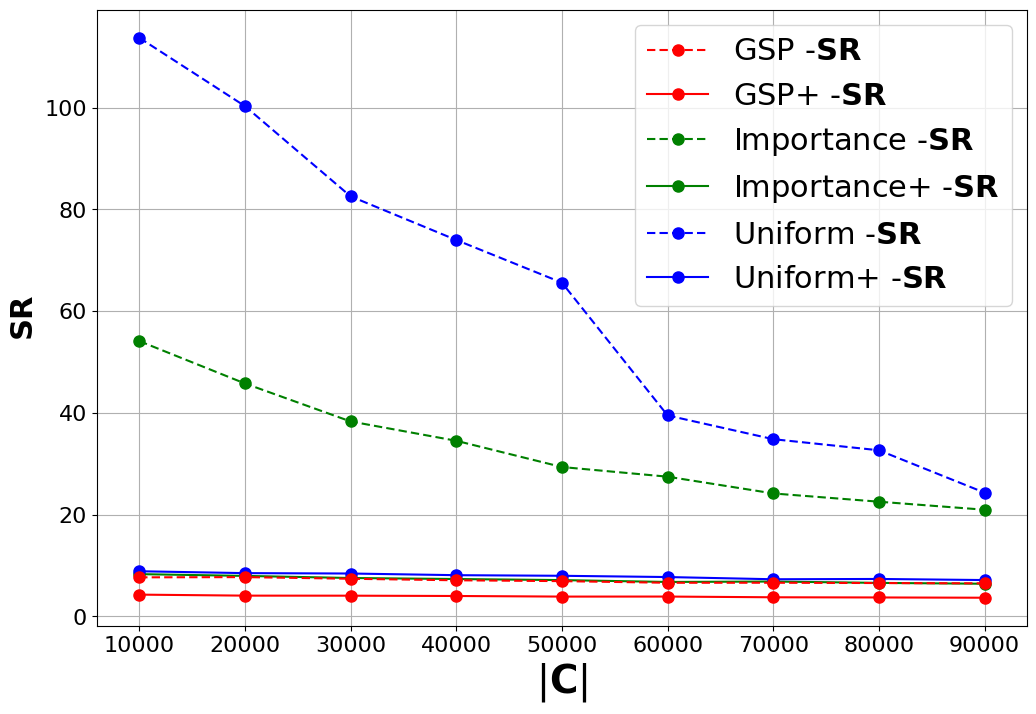 GSP -SR
GSP+ -SR
Importance -SR
Importance+ -SR
Uniform -SR
Uniform+ -SR
SR
100
80
60
40
20
0
10000 20000 30000 40000 50000 60000 70000 80000 90000
|C|